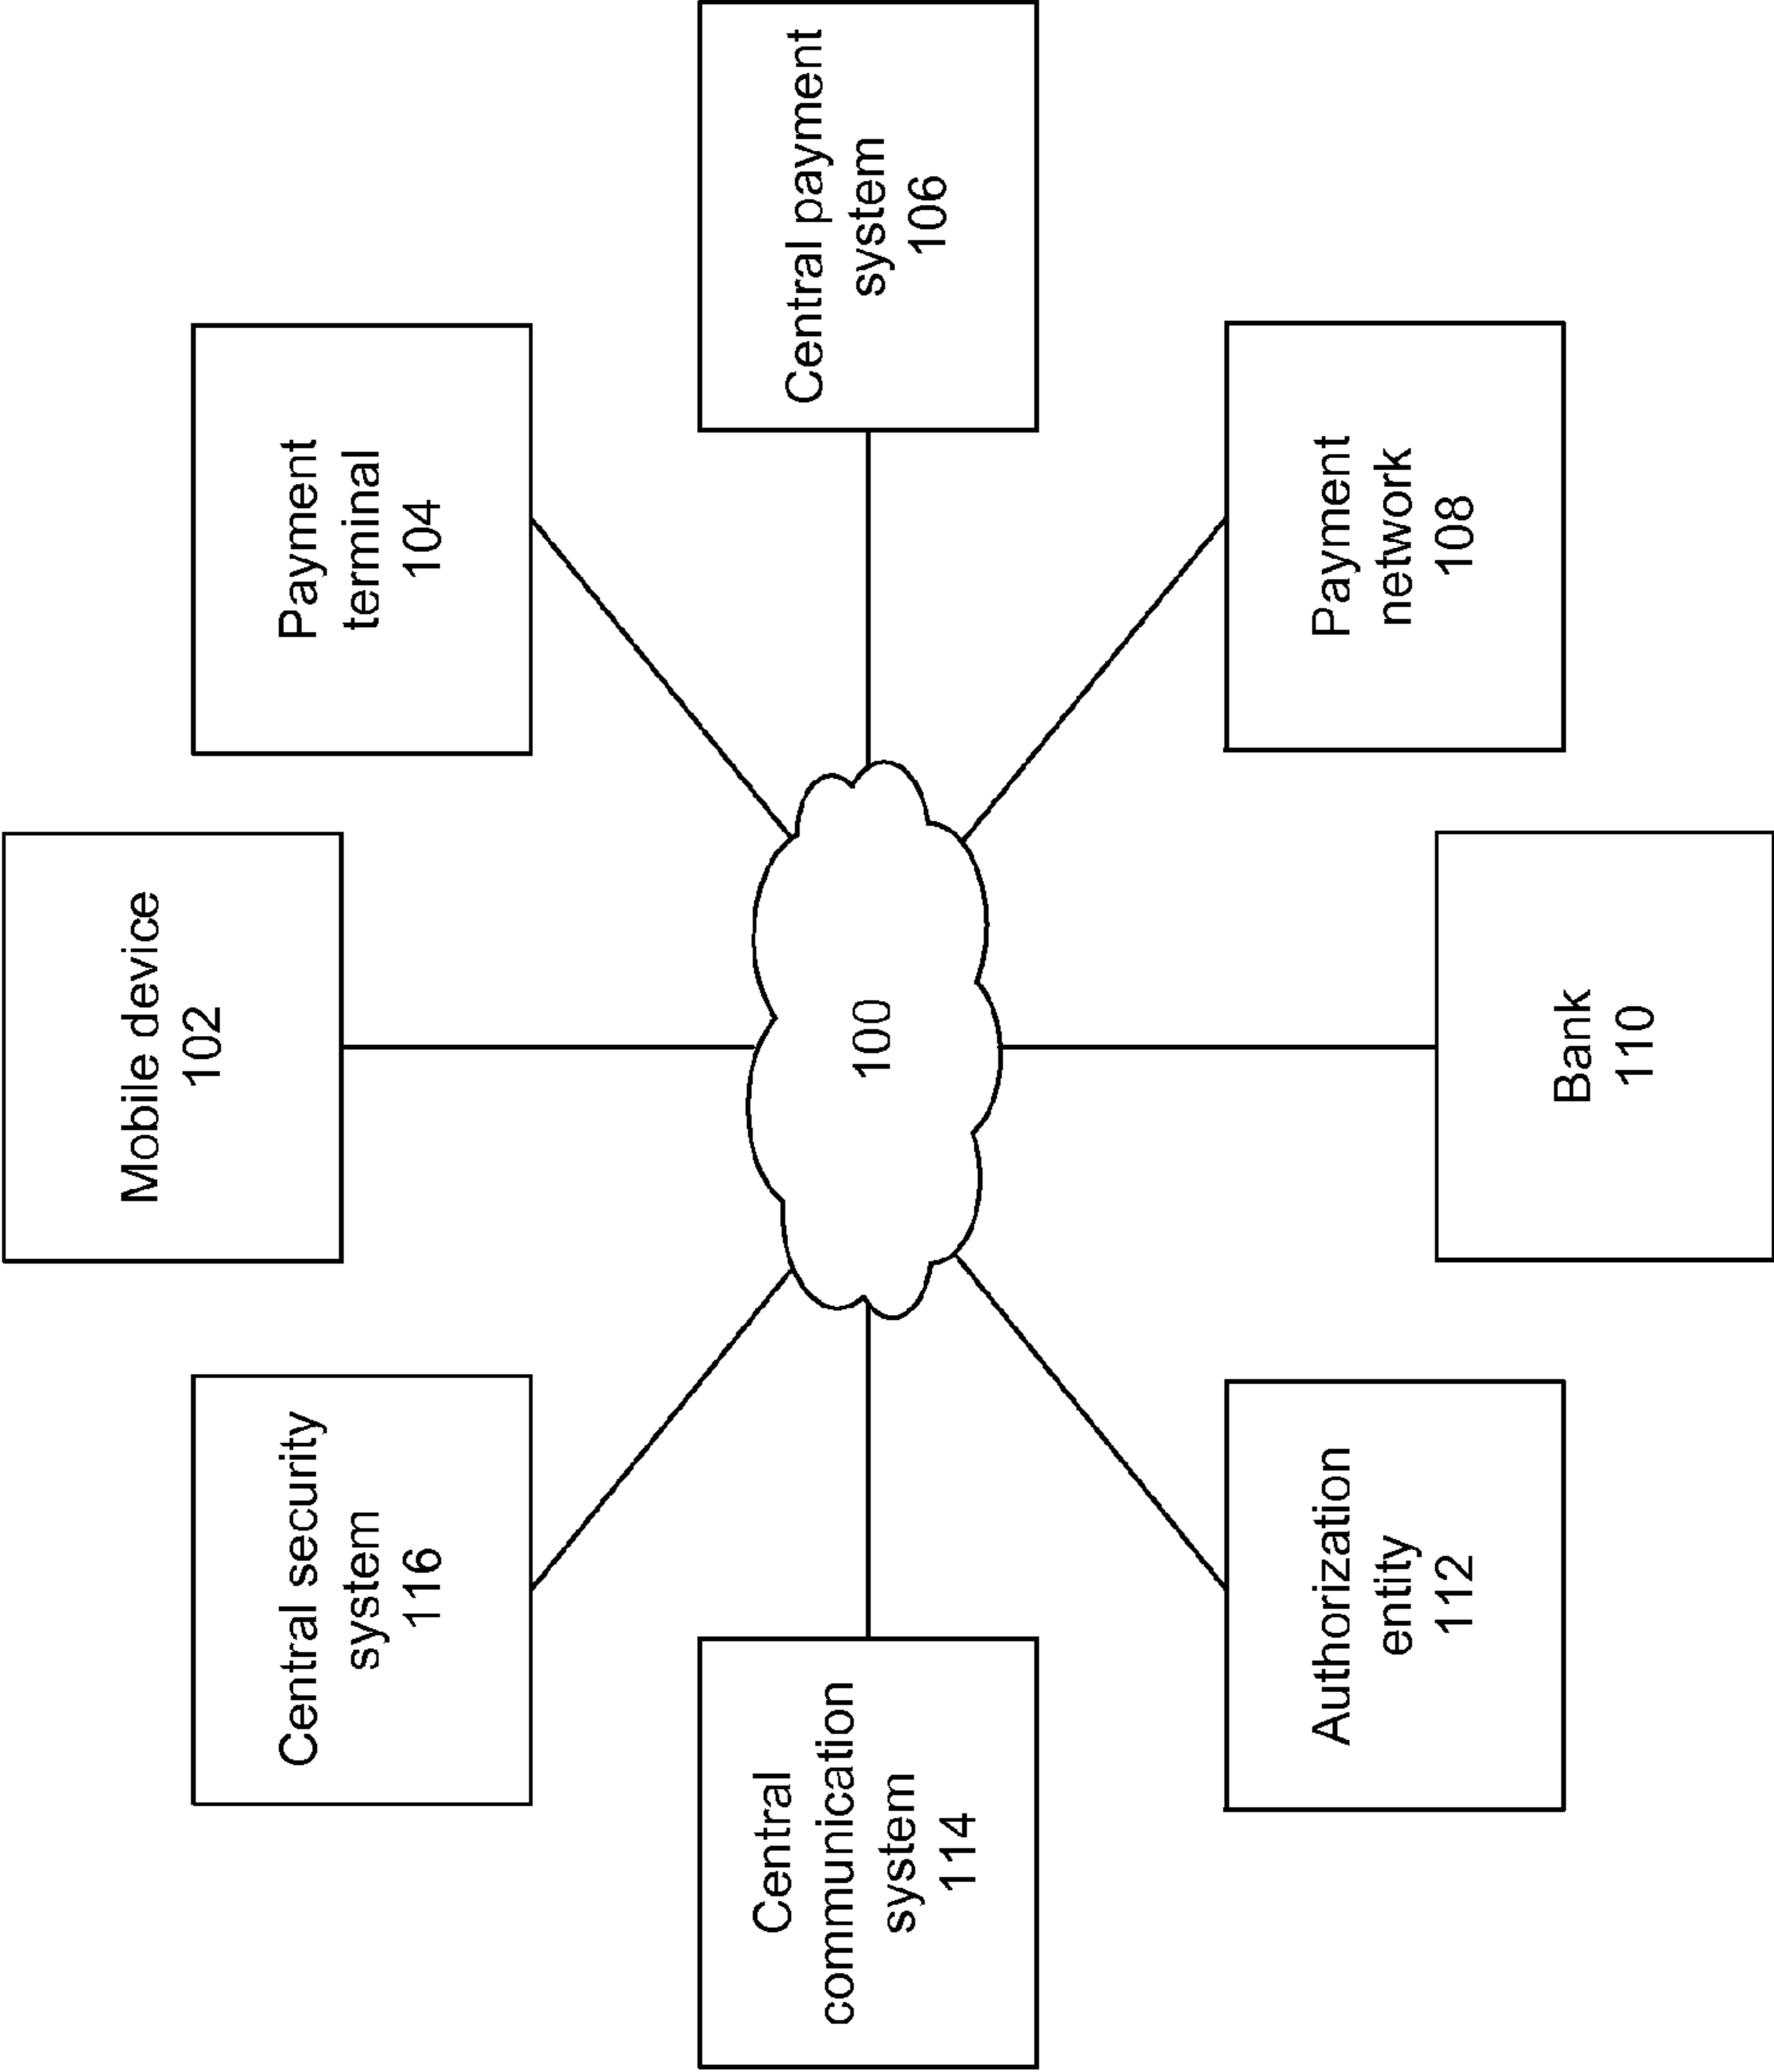 Mobile device
102
Payment
terminal
104
Central payment
system
106
Payment
network
108
Bank
110
Authorization
entity
112
Central
communication
system
114
Central security
system
116
100